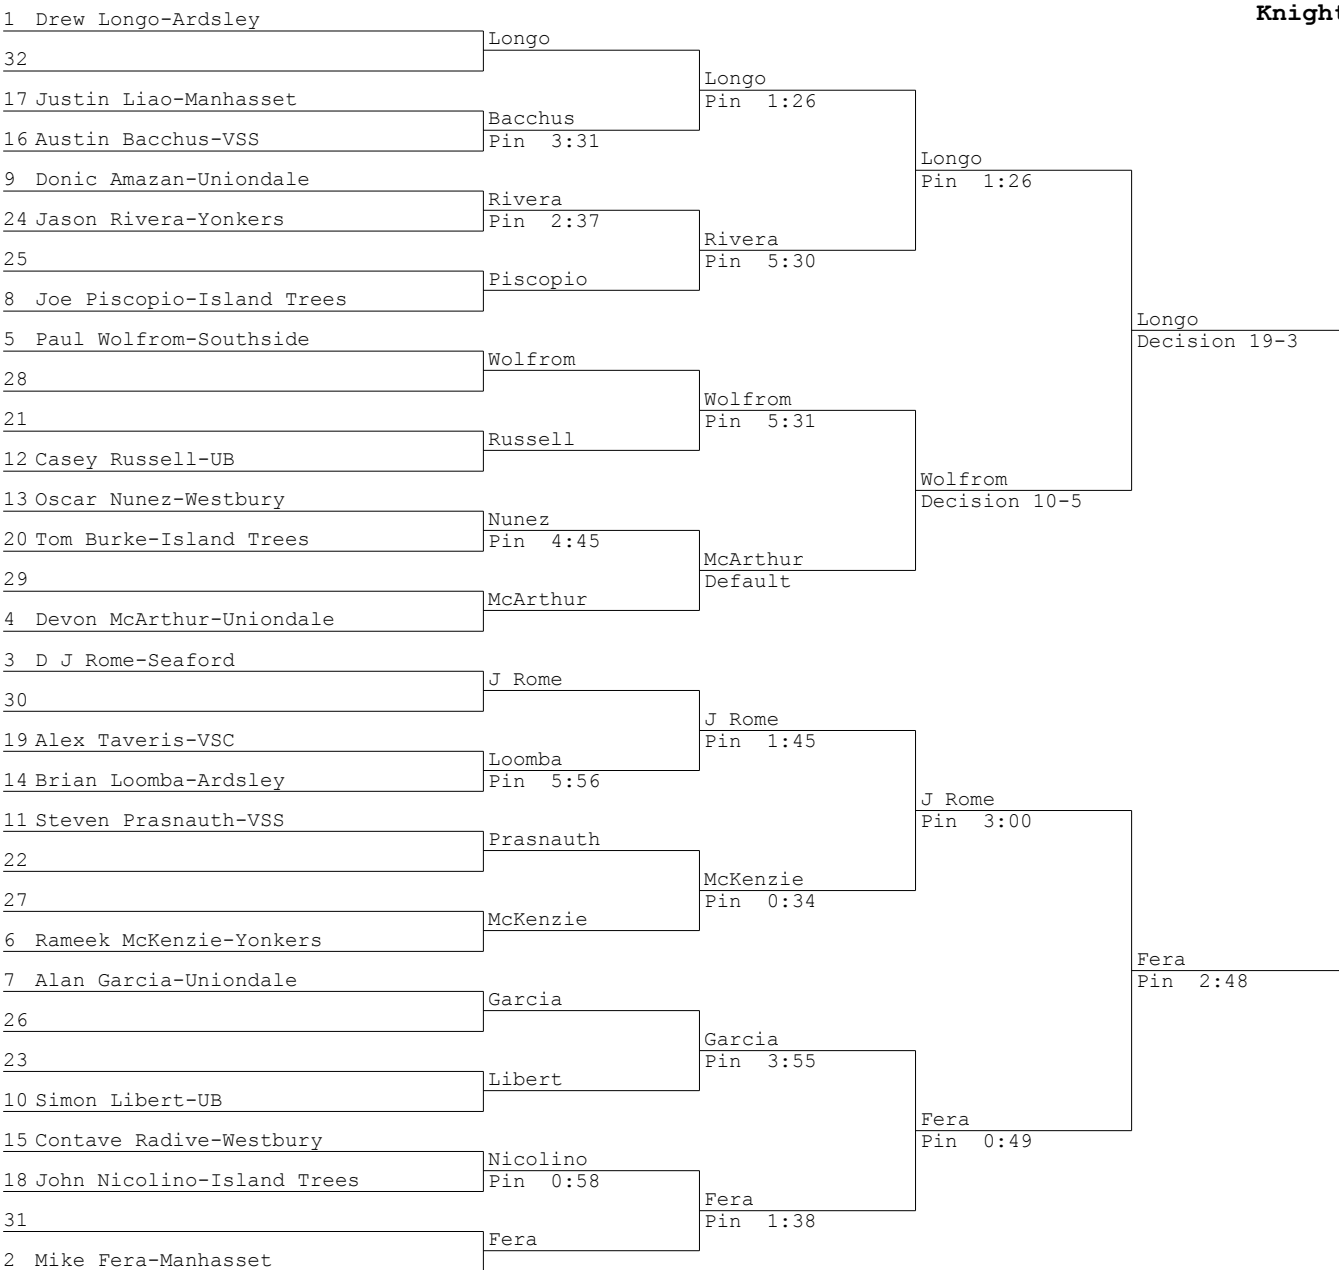 Knight
1 Drew Longo-Ardsley
32
17 Justin Liao-Manhasset
16 Austin Bacchus-VSS
9 Donic Amazan-Uniondale
24 Jason Rivera-Yonkers
25
8 Joe Piscopio-Island Trees
5 Paul Wolfrom-Southside
28
21
12 Casey Russell-UB
13 Oscar Nunez-Westbury
20 Tom Burke-Island Trees
29
4 Devon McArthur-Uniondale
3 D J Rome-Seaford
30
19 Alex Taveris-VSC
14 Brian Loomba-Ardsley
11 Steven Prasnauth-VSS
22
27
6 Rameek McKenzie-Yonkers
7 Alan Garcia-Uniondale
26
23
10 Simon Libert-UB
15 Contave Radive-Westbury
18 John Nicolino-Island Trees
31
2 Mike Fera-Manhasset
Longo
Bacchus
Pin 3:31
Rivera
Pin 2:37
Piscopio
Wolfrom
Russell
Nunez
Pin 4:45
McArthur
J Rome
Loomba
Pin 5:56
Prasnauth
McKenzie
Garcia
Libert
Nicolino
Pin 0:58
Fera
Longo
Pin 1:26
Rivera
Pin 5:30
Wolfrom
Pin 5:31
McArthur
Default
J Rome
Pin 1:45
McKenzie
Pin 0:34
Garcia
Pin 3:55
Fera
Pin 1:38
Longo
Pin 1:26
Wolfrom
Decision 10-5
J Rome
Pin 3:00
Fera
Pin 0:49
Longo
Decision 19-3
Fera
Pin 2:48